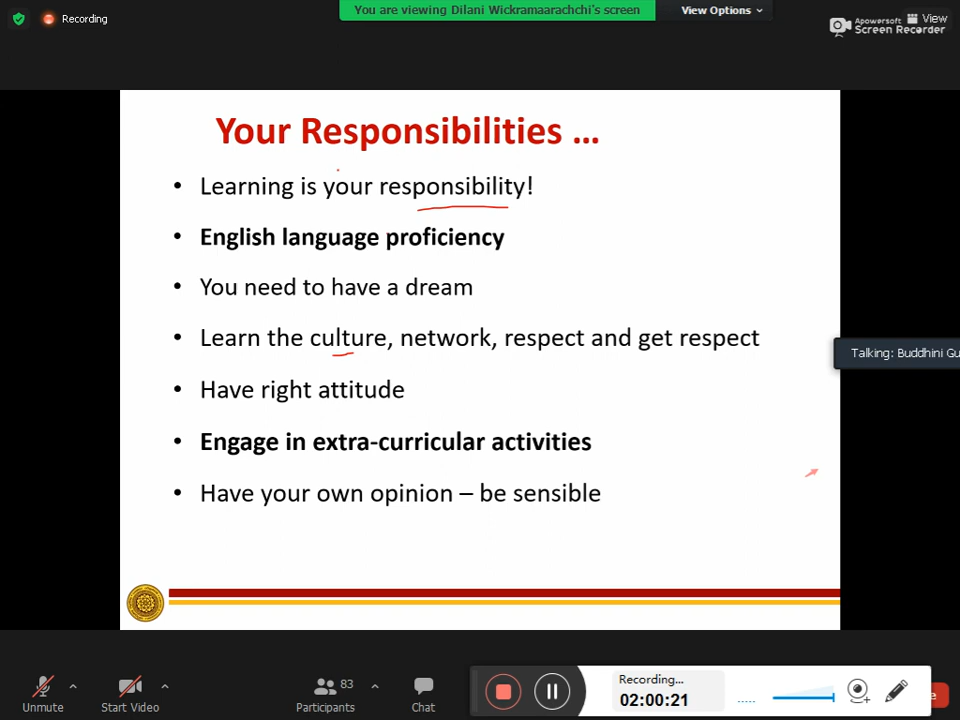 Recording
You are viewing Dilani Wickramaarachchi's screen
View Options
Apowersoft
Screen Recorder
View
Your Responsibilities ...
• Learning is your responsibility!
• English language proficiency
• You need to have a dream
• Learn the culture, network, respect and get respect
• Have right attitude
• Engage in extra-curricular activities
• Have your own opinion – be sensible
Talking: Buddhini Gu
Unmute
Start Video
83
Participants
Chat
Recording...
02:00:21